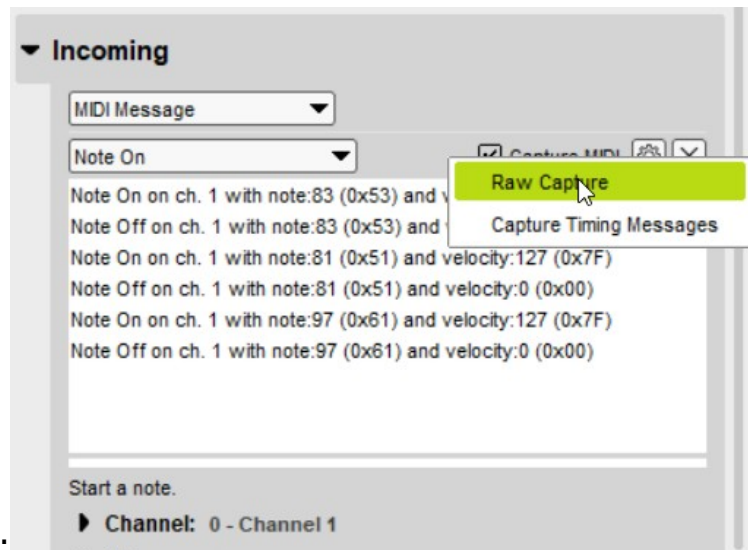 Incoming
MIDI Message
Note On
Capture MIDI
Raw Capture
Capture Timing Messages
Note On on ch. 1 with note:83 (0x53) and
Note Off on ch. 1 with note:83 (0x53) and
Note On on ch. 1 with note:81 (0x51) and velocity:127 (0x7F)
Note Off on ch. 1 with note:81 (0x51) and velocity:0 (0x00)
Note On on ch. 1 with note:97 (0x61) and velocity:127 (0x7F)
Note Off on ch. 1 with note:97 (0x61) and velocity:0 (0x00)
Start a note.
Channel: 0 - Channel 1
.